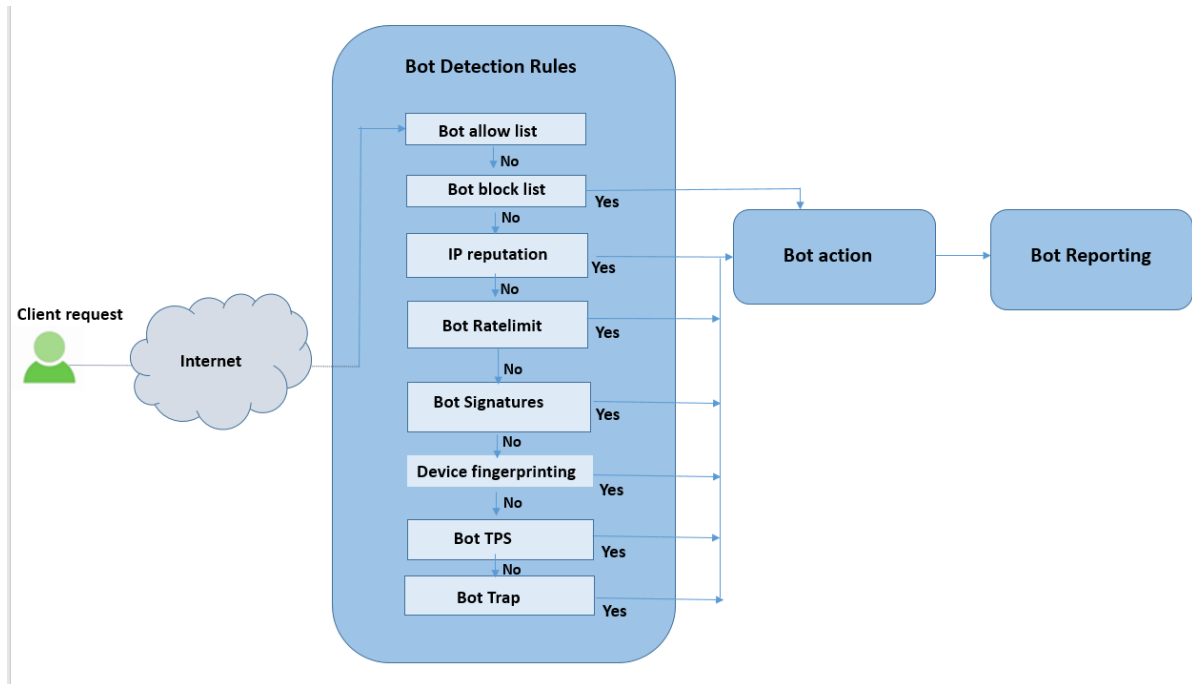 Bot Detection Rules
Client request
Internet
Bot allow list
No
Bot block list
Yes
No
IP reputation
Yes
No
Bot Ratelimit
Yes
No
Bot Signatures
Yes
No
Device fingerprinting
Yes
No
Bot TPS
Yes
No
Bot Trap
Yes
Bot action
Bot Reporting